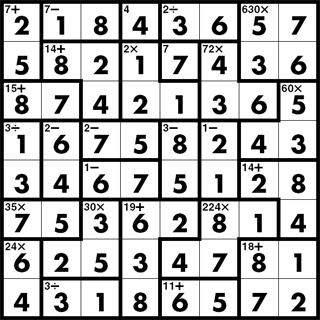 7+ 7− 4 2÷ 630×
2 1 8 4 3 6 5 7
14+ 2× 7 72×
5 8 2 1 7 4 3 6
15+ 60×
8 7 4 2 1 3 6 5
3÷ 2− 2− 3− 1−
1 6 7 5 8 2 4 3
1− 14+
3 4 6 7 5 1 2 8
35× 30× 19+ 224×
7 5 3 6 2 8 1 4
24× 18+
6 2 5 3 4 7 8 1
3÷ 11+
4 3 1 8 6 5 7 2